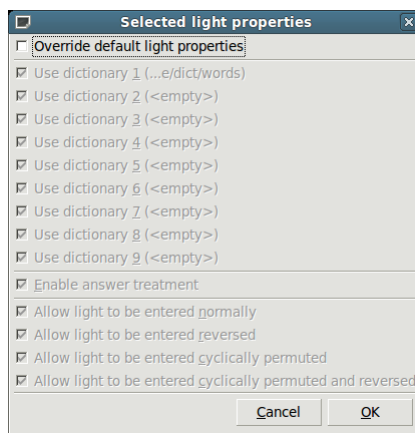 Selected light properties
Override default light properties
Use dictionary 1 (...e/dict/words)
Use dictionary 2 (<empty>)
Use dictionary 3 (<empty>)
Use dictionary 4 (<empty>)
Use dictionary 5 (<empty>)
Use dictionary 6 (<empty>)
Use dictionary 7 (<empty>)
Use dictionary 8 (<empty>)
Use dictionary 9 (<empty>)
Enable answer treatment
Allow light to be entered normally
Allow light to be entered reversed
Allow light to be entered cyclically permuted
Allow light to be entered cyclically permuted and reversed
Cancel OK